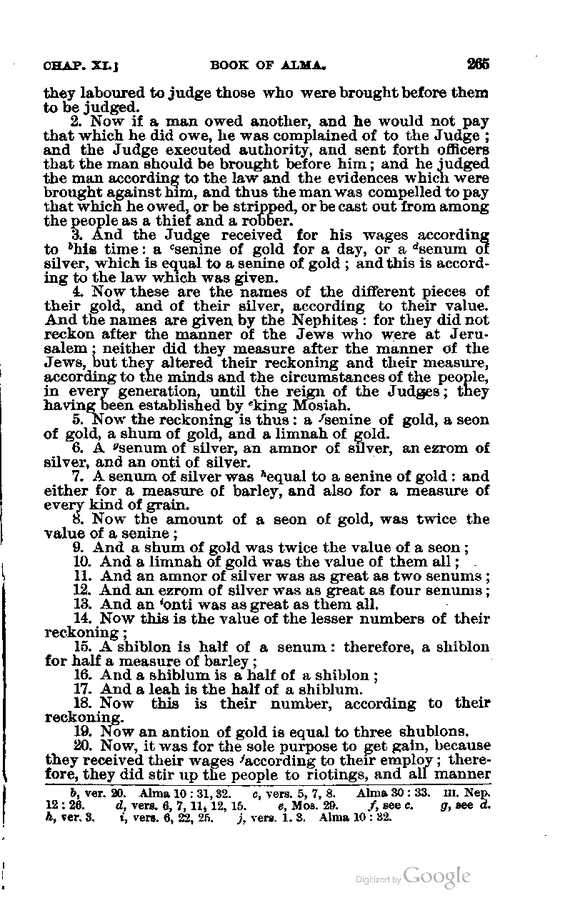 CHAP. XI.] BOOK OF ALMA. 265
they laboured to judge those who were brought before them
to be judged.
2. Now if a man owed another, and he would not pay
that which he did owe, he was complained of to the Judge ;
and the Judge executed authority, and sent forth officers
that the man should be brought before him ; and he judged
the man according to the law and the evidences which were
brought against him, and thus the man was compelled to pay
that which he owed, or be stripped, or be cast out from among
the people as a thief and a robber.
3. And the Judge received for his wages according
to ᵇhis time : a ᶜsenine of gold for a day, or a ᵈsenum of
silver, which is equal to a senine of gold ; and this is accord-
ing to the law which was given.
4. Now these are the names of the different pieces of
their gold, and of their silver, according to their value.
And the names are given by the Nephites : for they did not
reckon after the manner of the Jews who were at Jeru-
salem ; neither did they measure after the manner of the
Jews, but they altered their reckoning and their measure,
according to the minds and the circumstances of the people,
in every generation, until the reign of the Judges ; they
having been established by ᵉking Mosiah.
5. Now the reckoning is thus : a ᶠsenine of gold, a seon
of gold, a shum of gold, and a limnah of gold.
6. A ᵍsenum of silver, an amnor of silver, an ezrom of
silver, and an onti of silver.
7. A senum of silver was ʰequal to a senine of gold : and
either for a measure of barley, and also for a measure of
every kind of grain.
8. Now the amount of a seon of gold, was twice the
value of a senine ;
9. And a shum of gold was twice the value of a seon ;
10. And a limnah of gold was the value of them all ;
11. And an amnor of silver was as great as two senums ;
12. And an ezrom of silver was as great as four senums ;
13. And an ⁱonti was as great as them all.
14. Now this is the value of the lesser numbers of their
reckoning ;
15. A shiblon is half of a senum : therefore, a shiblon
for half a measure of barley ;
16. And a shiblum is a half of a shiblon ;
17. And a leah is the half of a shiblum.
18. Now this is their number, according to their
reckoning.
19. Now an antion of gold is equal to three shublons.
20. Now, it was for the sole purpose to get gain, because
they received their wages ʲaccording to their employ ; there-
fore, they did stir up the people to riotings, and all manner
b, ver. 20. Alma 10 : 31, 32. c, vers. 5, 7, 8. Alma 30 : 33. III. Nep.
12 : 26. d, vers. 6, 7, 11, 12, 15. e, Mos. 29. f, see c. g, see d.
h, ver. 3. i, vers. 6, 22, 25. j, vers. 1. 3. Alma 10 : 32.
Digitized by Google